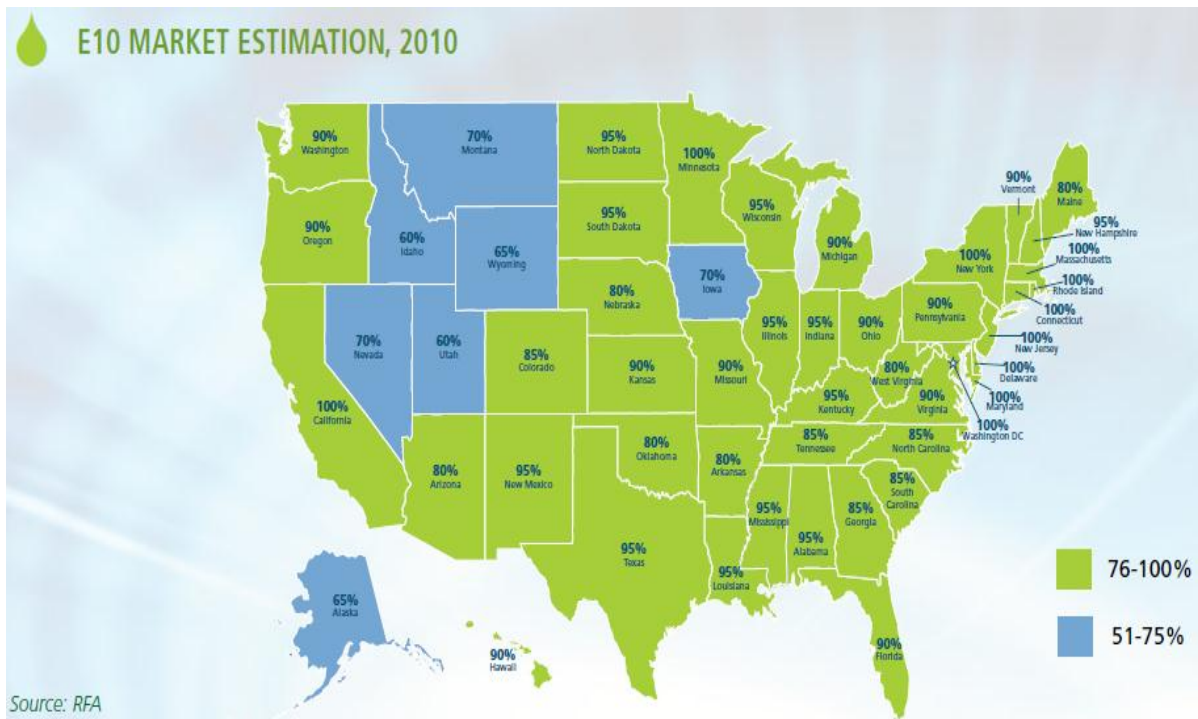 E10 MARKET ESTIMATION, 2010
90%
Washington
70%
Montana
95%
North Dakota
100%
Minnesota
90%
Vermont
80%
Maine
95%
New Hampshire
100%
Massachusetts
100%
Rhode Island
100%
Connecticut
90%
Oregon
60%
Idaho
65%
Wyoming
95%
South Dakota
95%
Wisconsin
90%
Michigan
100%
New York
70%
Iowa
80%
Nebraska
90%
Pennsylvania
100%
New Jersey
70%
Nevada
60%
Utah
85%
Colorado
90%
Kansas
90%
Missouri
95%
Illinois
95%
Indiana
90%
Ohio
80%
West Virginia
90%
Virginia
100%
Delaware
100%
Maryland
100%
Washington DC
100%
California
95%
Kentucky
85%
Tennessee
85%
North Carolina
80%
Arizona
95%
New Mexico
80%
Oklahoma
80%
Arkansas
85%
South
Carolina
95%
Mississippi
95%
Alabama
85%
Georgia
95%
Texas
95%
Louisiana
90%
Florida
65%
Alaska
90%
Hawaii
76-100%
51-75%
Source: RFA